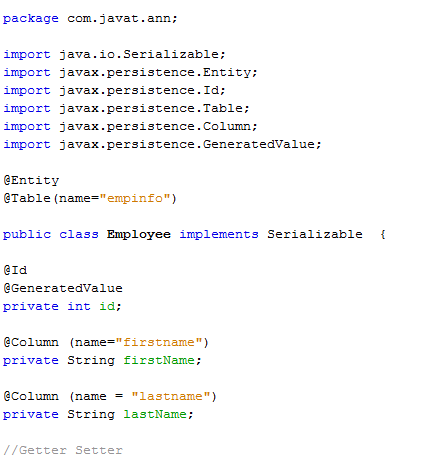 package com.javat.ann;
import java.io.Serializable;
import javax.persistence.Entity;
import javax.persistence.Id;
import javax.persistence.Table;
import javax.persistence.Column;
import javax.persistence.GeneratedValue;
@Entity
@Table(name="empinfo")
public class Employee implements Serializable  {
@Id
@GeneratedValue
private int id;
@Column (name="firstname")
private String firstName;
@Column (name = "lastname")
private String lastName;
//Getter Setter